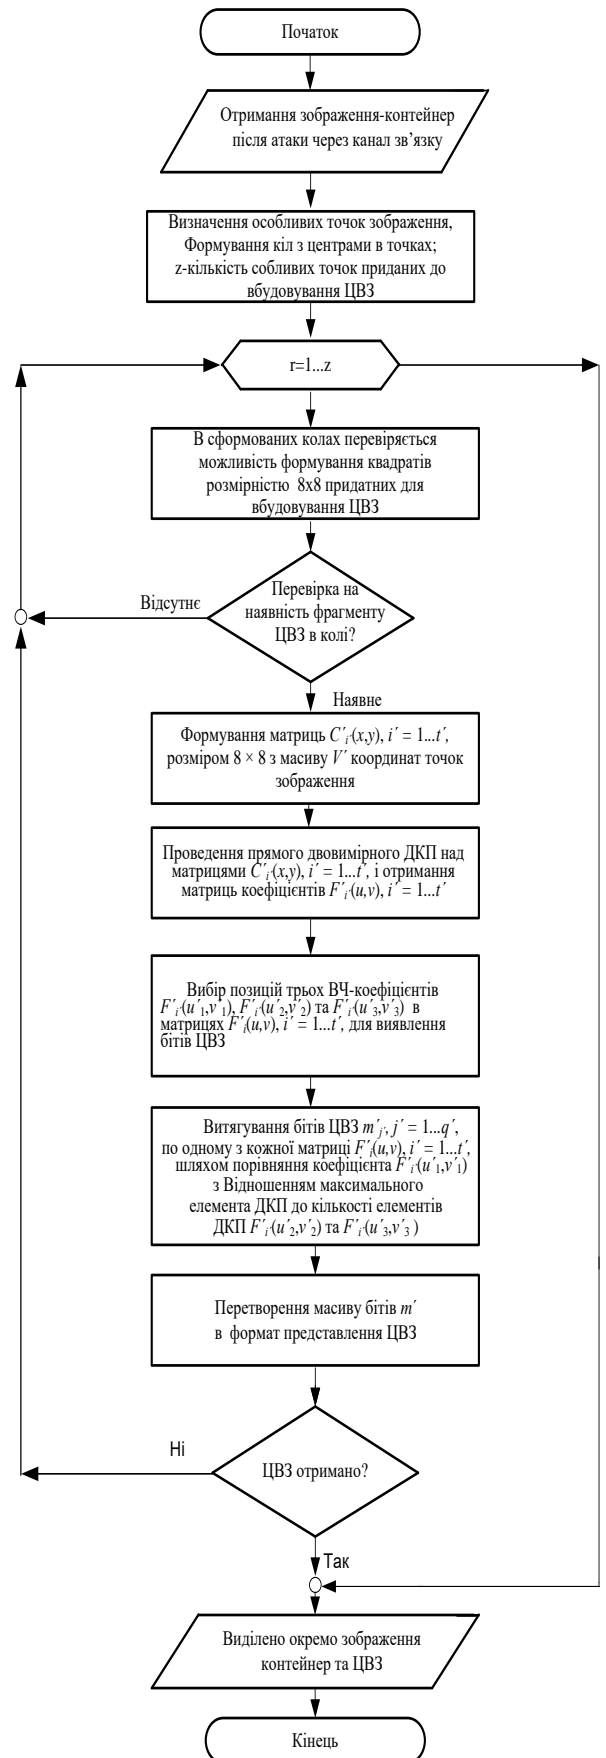 Початок
Отримання зображення-контейнер
після атаки через канал зв’язку
Визначення особливих точок зображення,
Формування кіл з центрами в точках;
z-кількість собливих точок приданих до
вбудовування ЦВЗ
r=1...z
В сформованих колах перевіряється
можливість формування квадратів
розмірністю 8х8 придатних для
вбудовування ЦВЗ
Перевірка на
наявність фрагменту
ЦВЗ в колі?
Відсутнє
Наявне
Формування матриць C′i′(x,y), i′ = 1...t′,
розміром 8 × 8 з масиву V′ координат точок
зображення
Проведення прямого двовимірного ДКП над
матрицями C′i′(x,y), i′ = 1...t′, і отримання
матриць коефіцієнтів F′i′(u,v), i′ = 1...t′
Вибір позицій трьох ВЧ-коефіцієнтів
F′i′(u′1,v′1), F′i′(u′2,v′2) та F′i′(u′3,v′3) в
матрицях F′i′(u,v), i′ = 1...t′, для виявлення
бітів ЦВЗ
Витягування бітів ЦВЗ m′j′, j′ = 1...q′,
по одному з кожної матриці F′i′(u,v), i′ = 1...t′,
шляхом порівняння коефіцієнта F′i′(u′1,v′1)
з Відношенням максимального
елемента ДКП до кількості елементів
ДКП F′i′(u′2,v′2) та F′i′(u′3,v′3 )
Перетворення масиву бітів m′
в формат представлення ЦВЗ
Ні
ЦВЗ отримано?
Так
Виділено окремо зображення
контейнер та ЦВЗ
Кінець